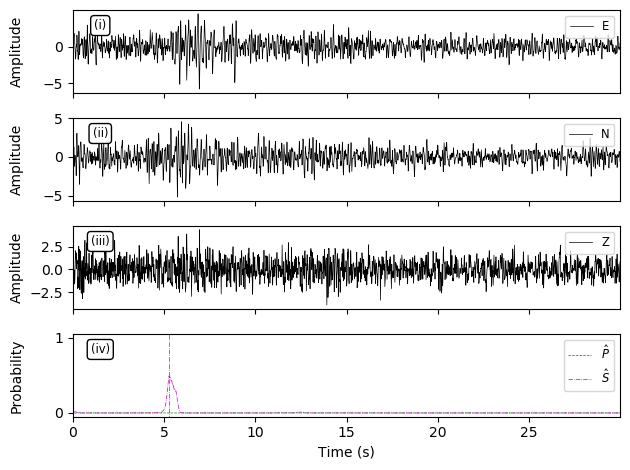 (i)
E
0
−5
Amplitude
(ii)
N
5
0
−5
Amplitude
(iii)
Z
2.5
0.0
−2.5
Amplitude
(iv)
P̂
Ŝ
1
0
Probability
0 5 10 15 20 25
Time (s)